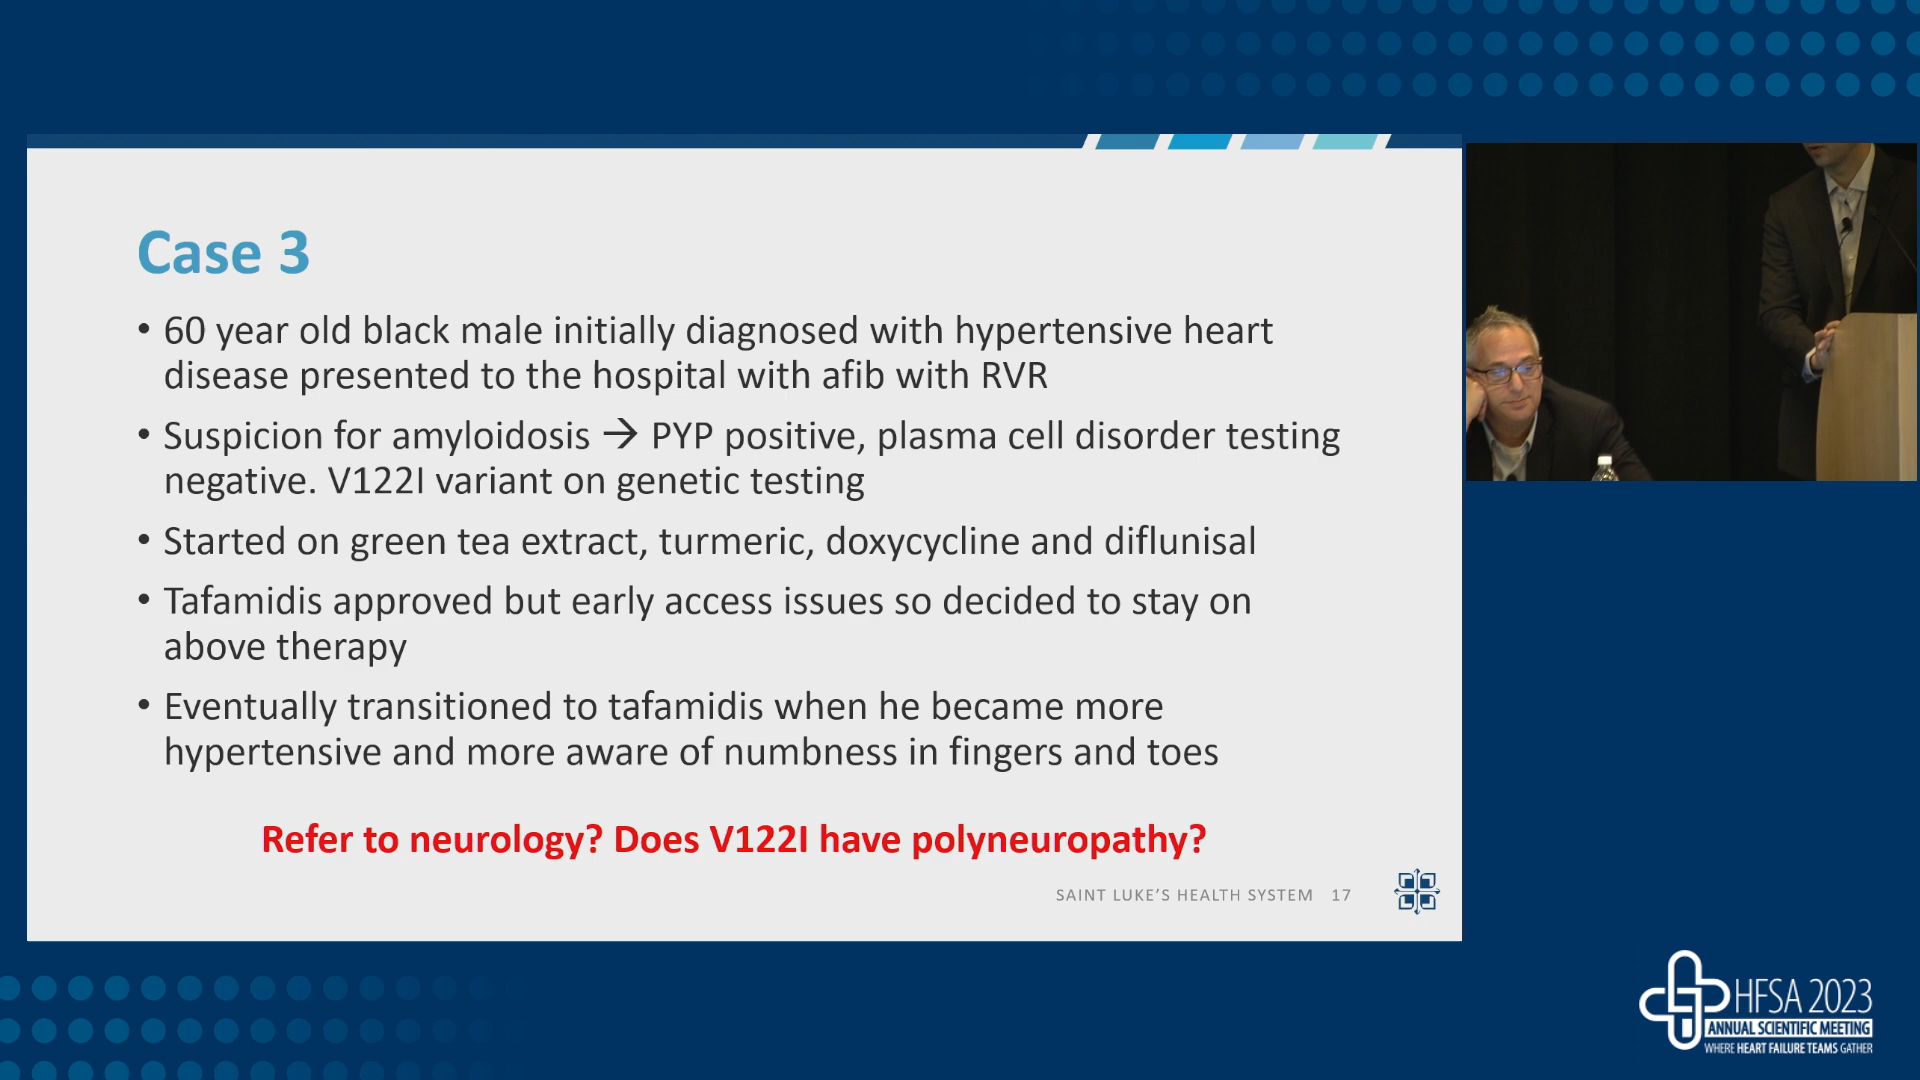 Case 3
• 60 year old black male initially diagnosed with hypertensive heart
disease presented to the hospital with afib with RVR
• Suspicion for amyloidosis → PYP positive, plasma cell disorder testing
negative. V122I variant on genetic testing
• Started on green tea extract, turmeric, doxycycline and diflunisal
• Tafamidis approved but early access issues so decided to stay on
above therapy
• Eventually transitioned to tafamidis when he became more
hypertensive and more aware of numbness in fingers and toes
Refer to neurology? Does V122I have polyneuropathy?
SAINT LUKE'S HEALTH SYSTEM 17
HFSA 2023
ANNUAL SCIENTIFIC MEETING
WHERE HEART FAILURE TEAMS GATHER